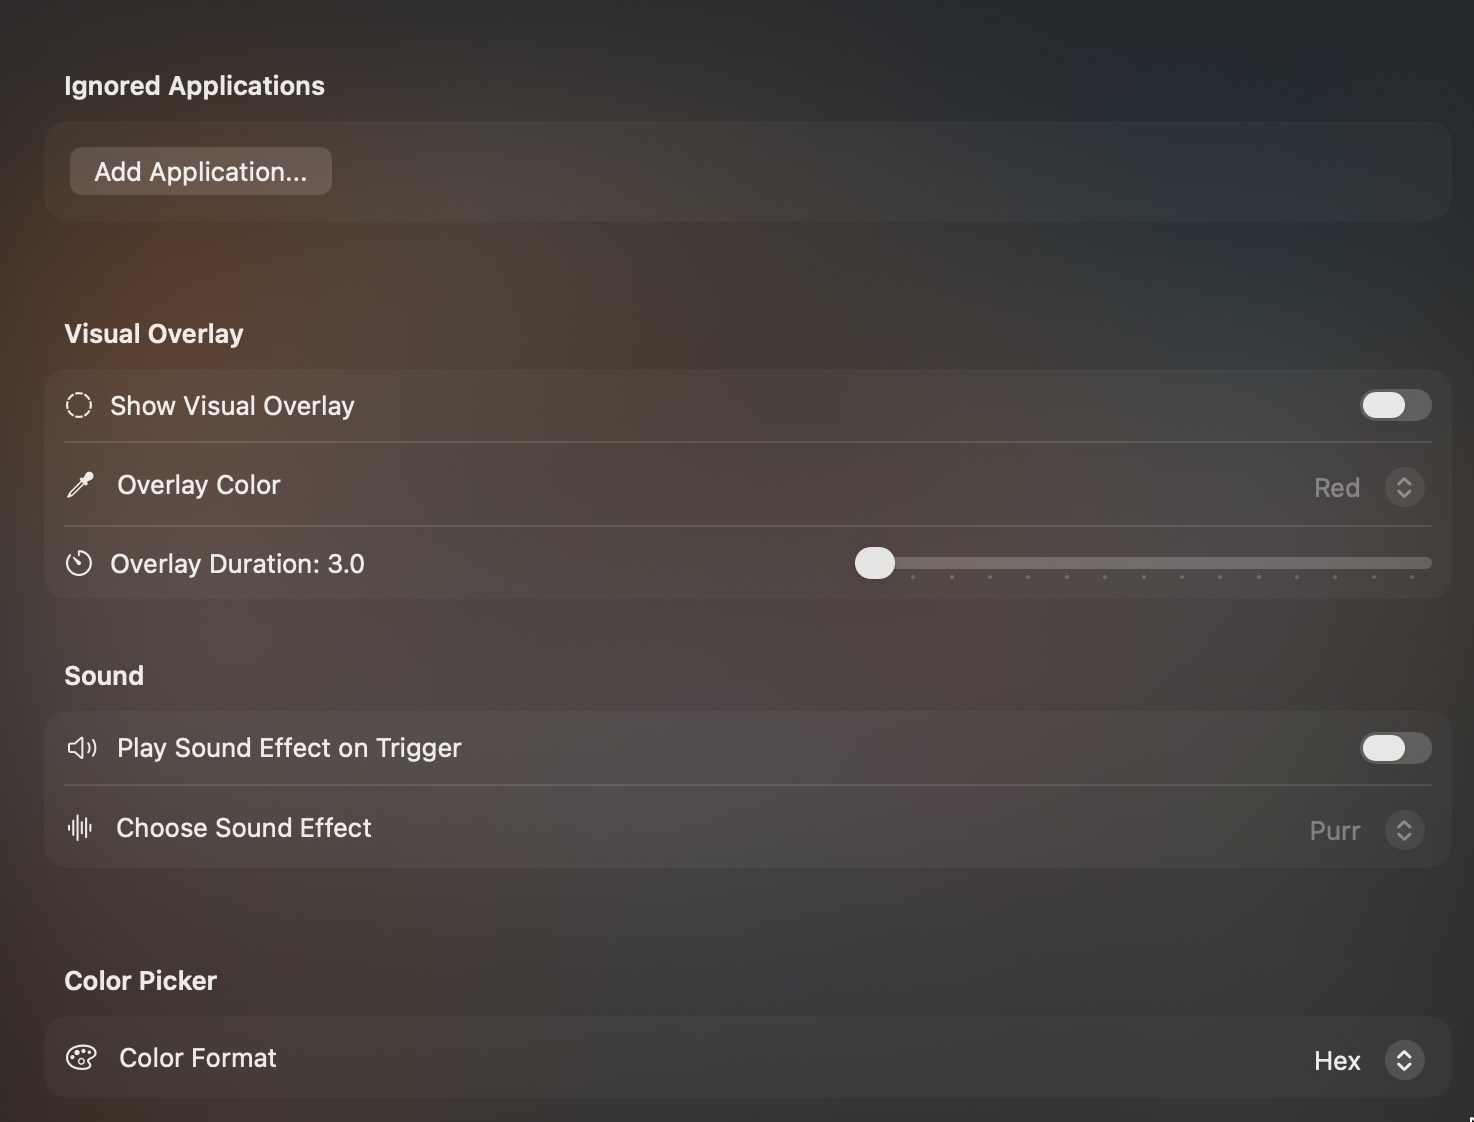 Ignored Applications
Add Application...
Visual Overlay
Show Visual Overlay
Overlay Color
Red
Overlay Duration: 3.0
Sound
Play Sound Effect on Trigger
Choose Sound Effect
Purr
Color Picker
Color Format
Hex